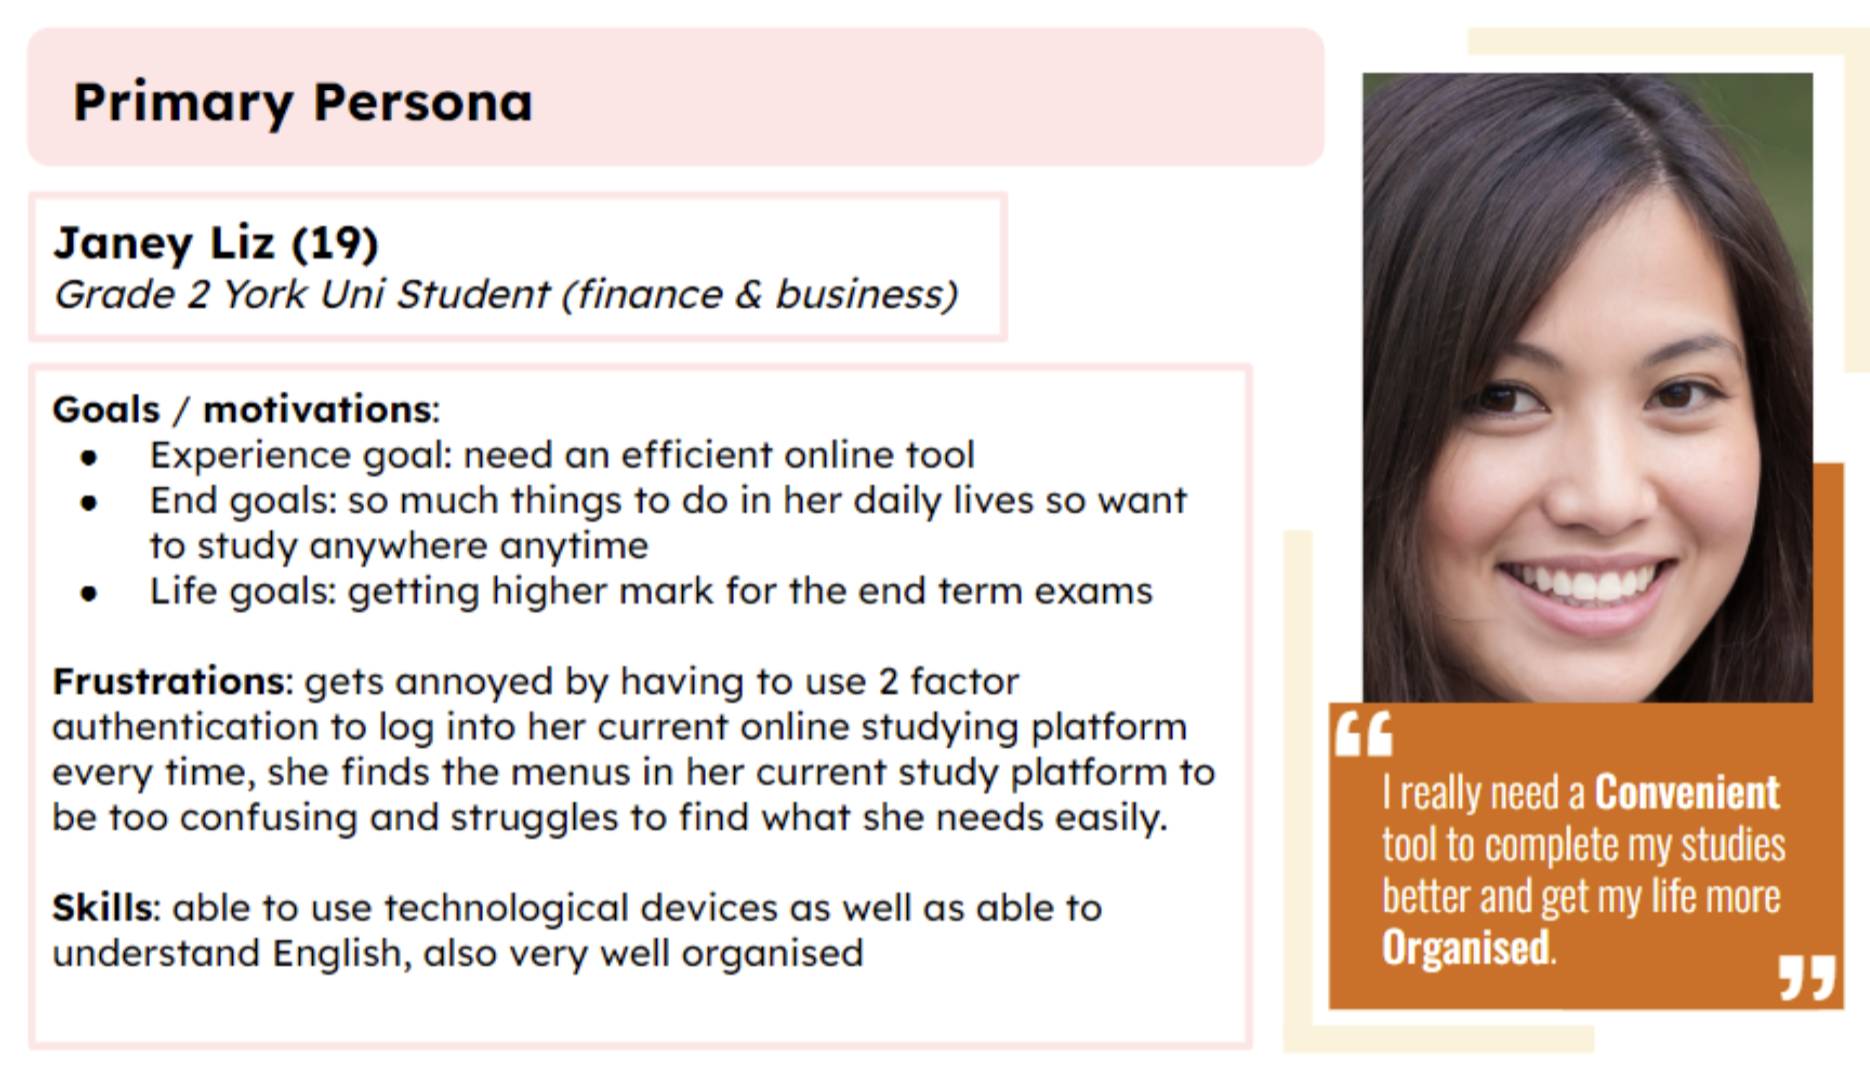 Primary Persona
Janey Liz (19)
Grade 2 York Uni Student (finance & business)
Goals / motivations:
● Experience goal: need an efficient online tool
● End goals: so much things to do in her daily lives so want
to study anywhere anytime
● Life goals: getting higher mark for the end term exams
Frustrations: gets annoyed by having to use 2 factor
authentication to log into her current online studying platform
every time, she finds the menus in her current study platform to
be too confusing and struggles to find what she needs easily.
Skills: able to use technological devices as well as able to
understand English, also very well organised
“
I really need a Convenient
tool to complete my studies
better and get my life more
Organised.
”